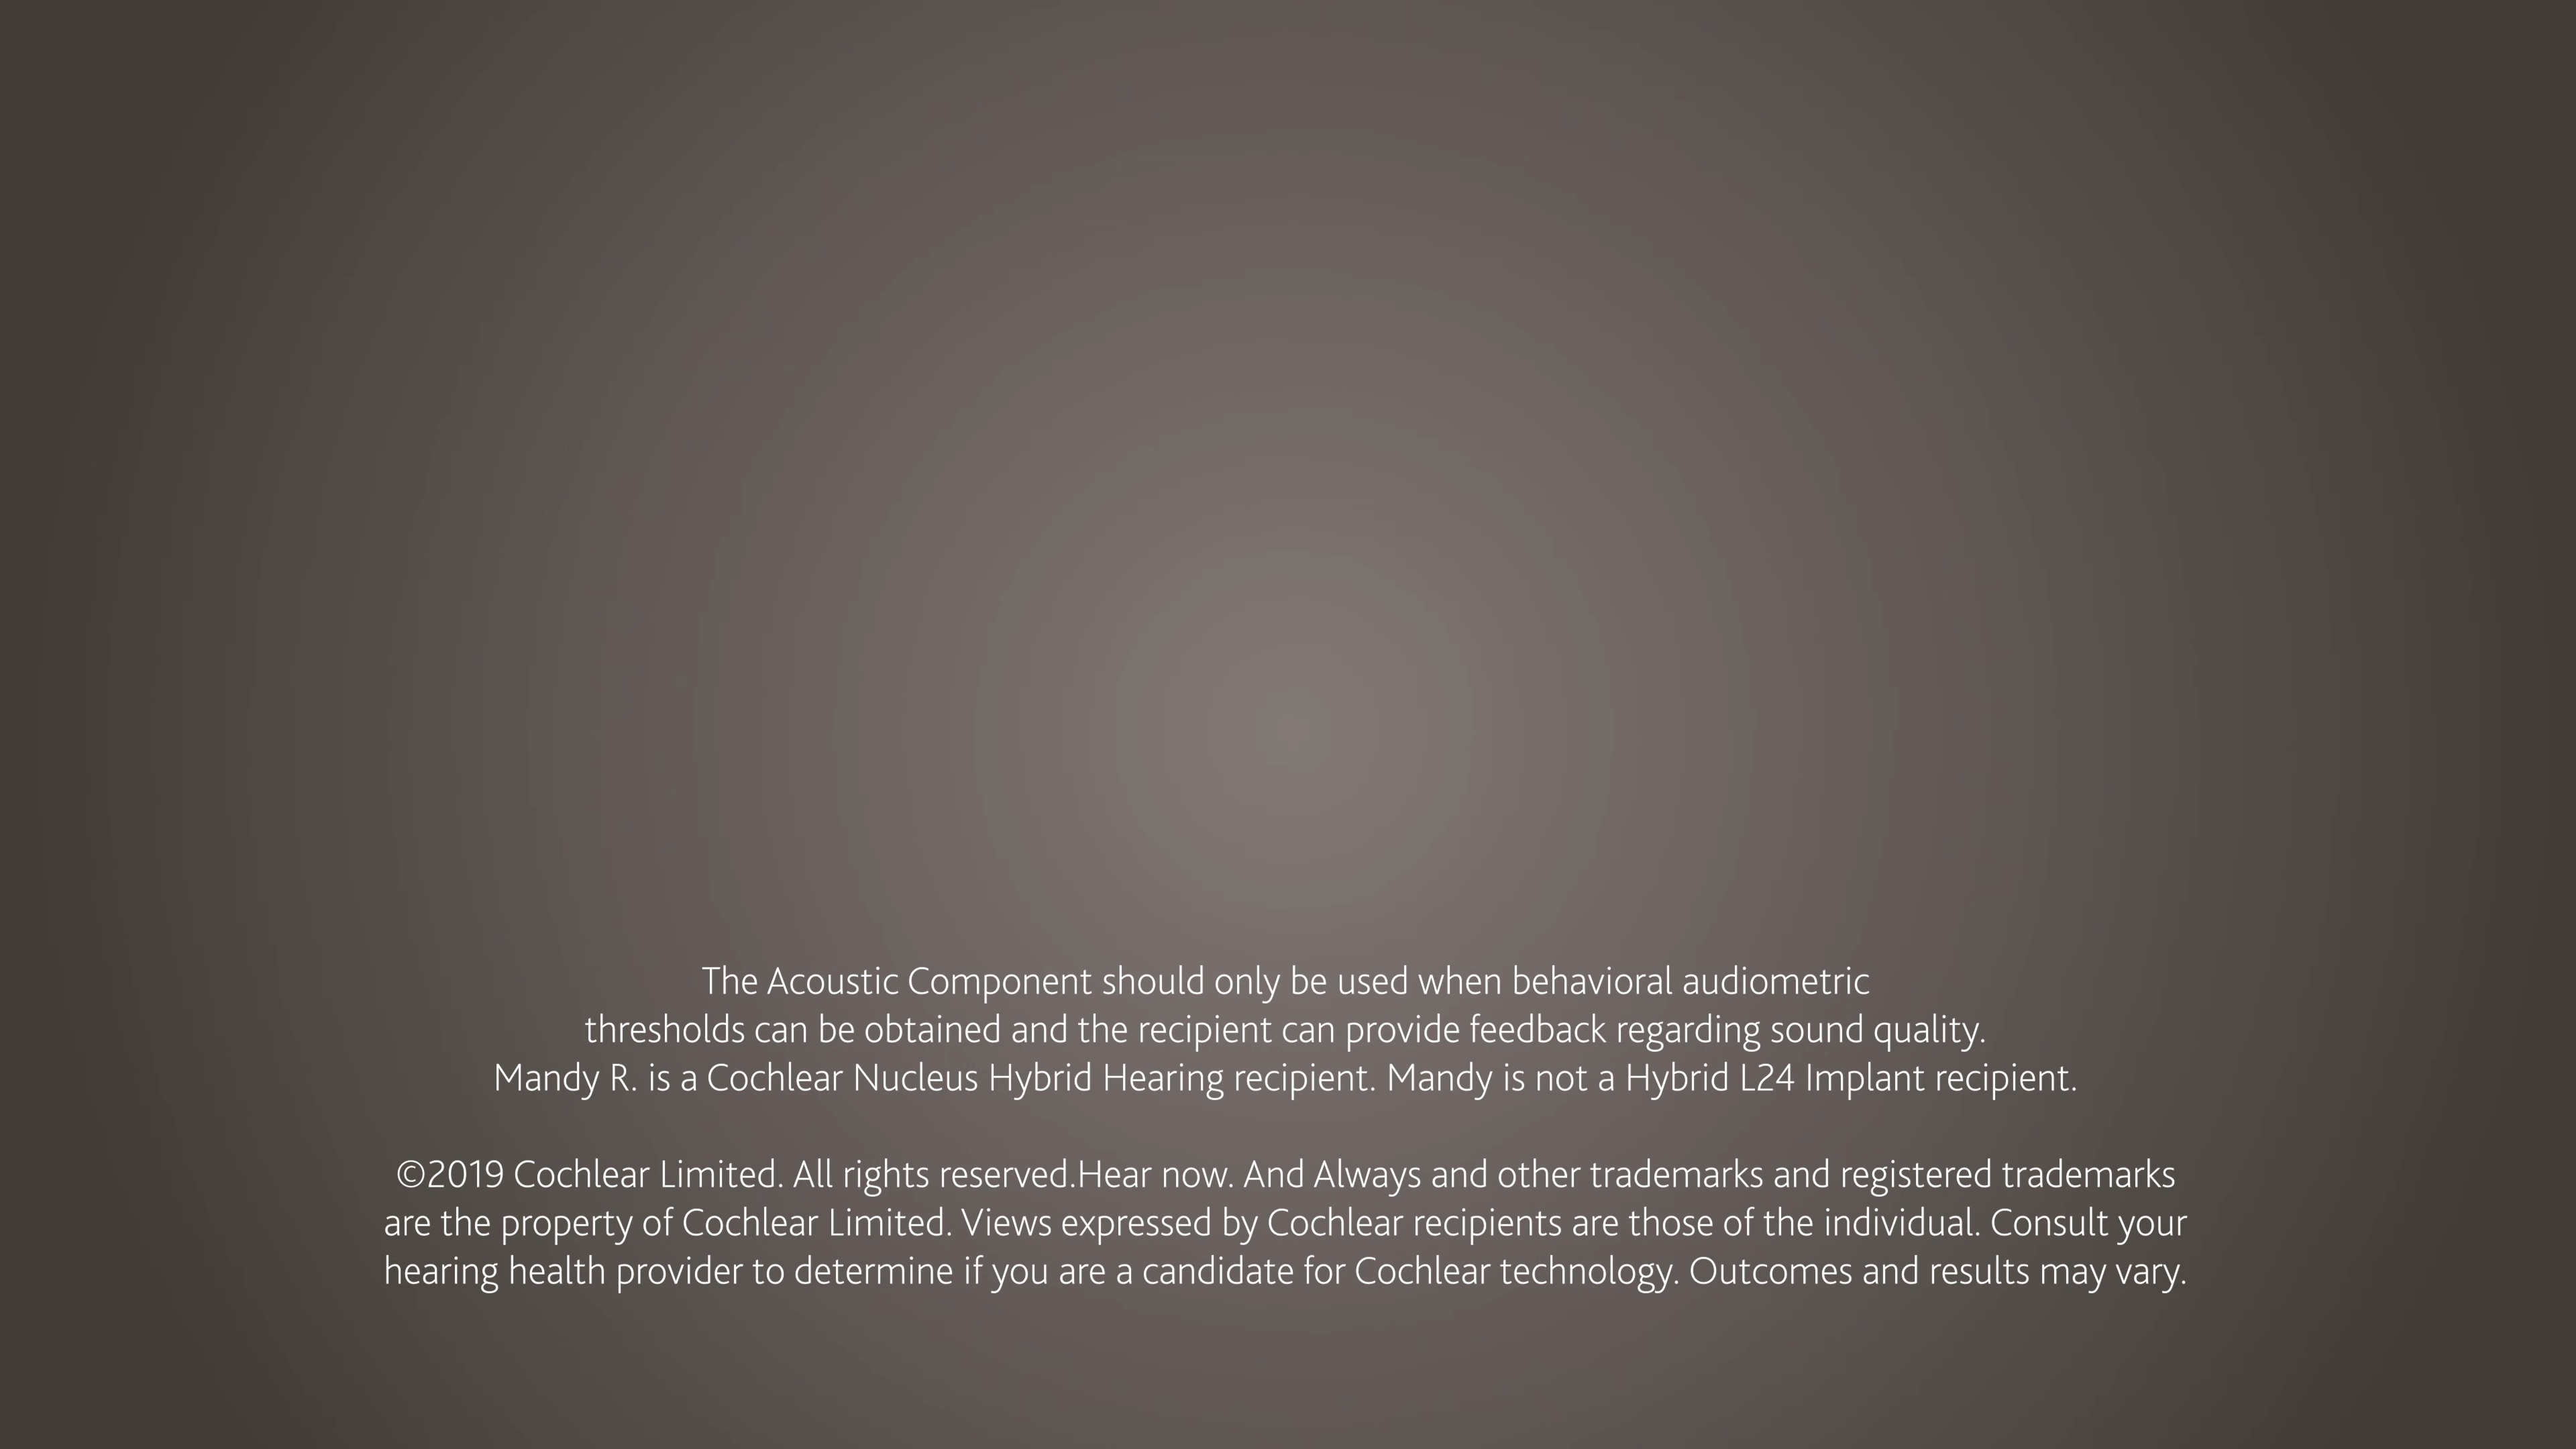 The Acoustic Component should only be used when behavioral audiometric
thresholds can be obtained and the recipient can provide feedback regarding sound quality.
Mandy R. is a Cochlear Nucleus Hybrid Hearing recipient. Mandy is not a Hybrid L24 Implant recipient.
©2019 Cochlear Limited. All rights reserved.Hear now. And Always and other trademarks and registered trademarks
are the property of Cochlear Limited. Views expressed by Cochlear recipients are those of the individual. Consult your
hearing health provider to determine if you are a candidate for Cochlear technology. Outcomes and results may vary.